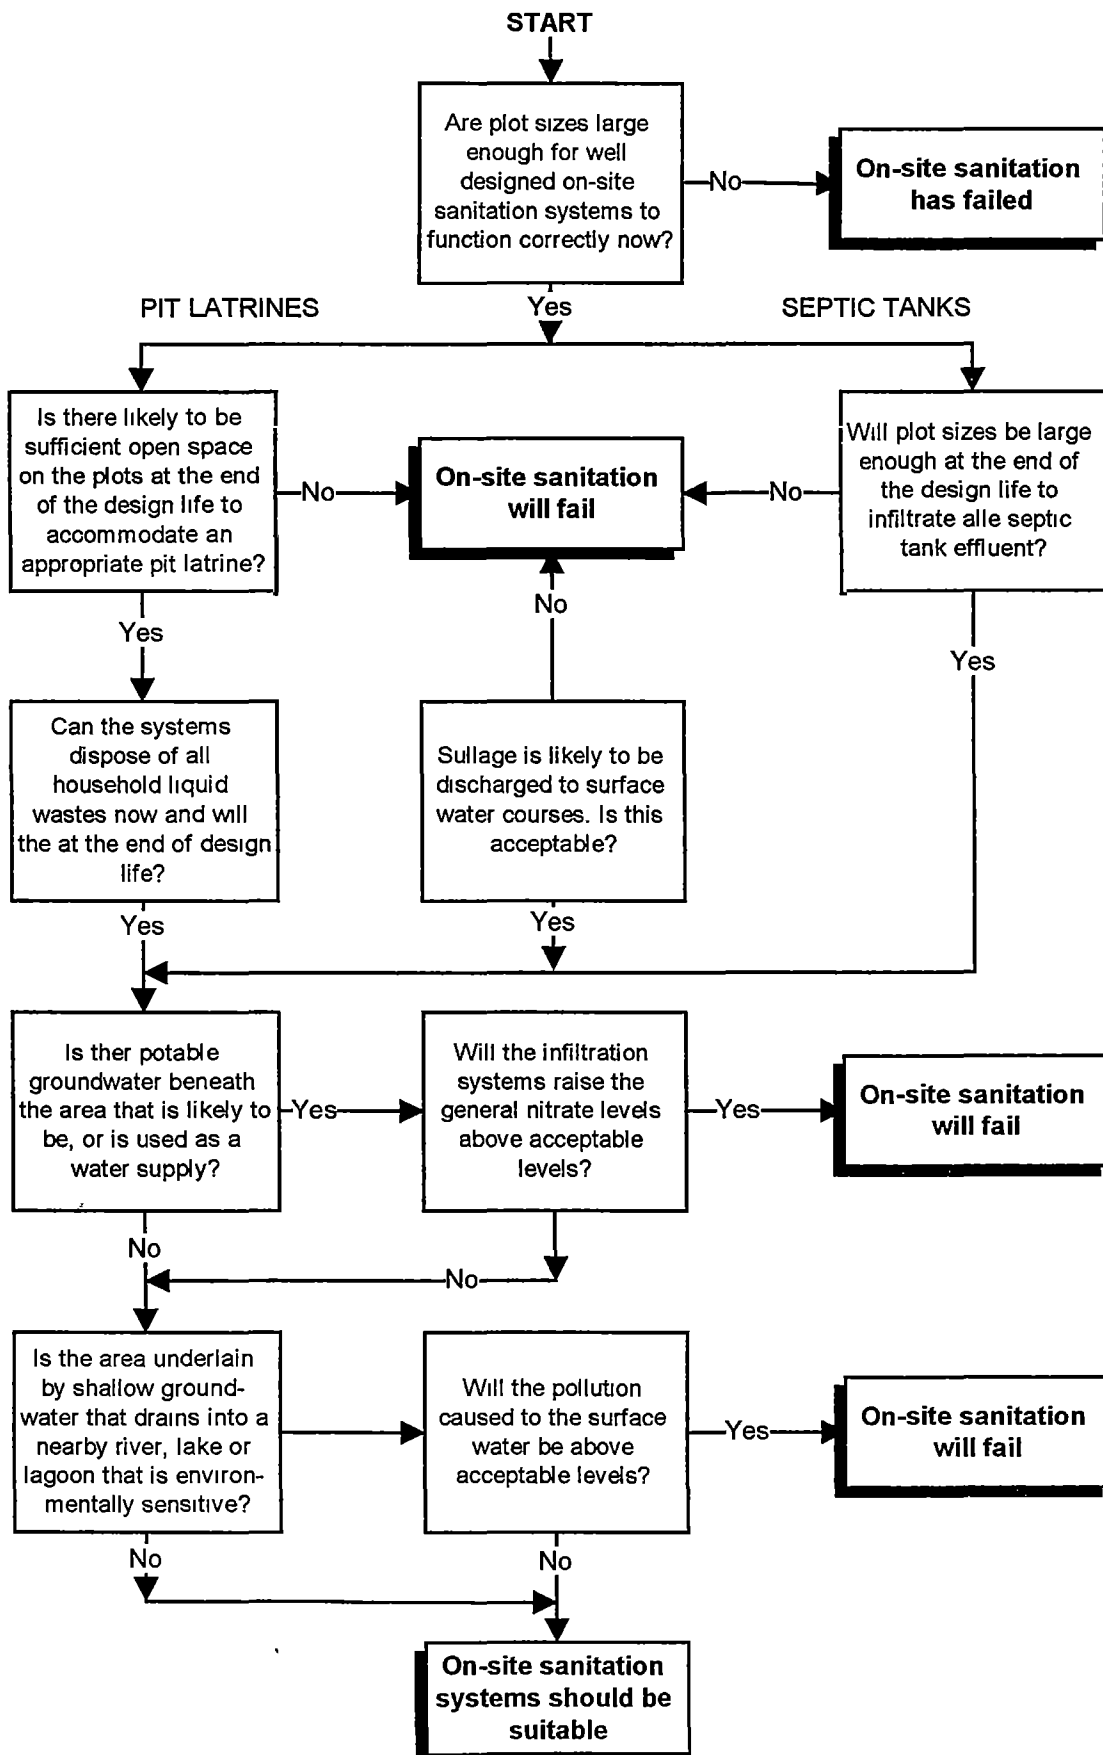 START
Are plot sizes large
enough for well
designed on-site
sanitation systems to
function correctly now?
No
On-site sanitation
has failed
Yes
PIT LATRINES
SEPTIC TANKS
Is there likely to be
sufficient open space
on the plots at the end
of the design life to
accommodate an
appropriate pit latrine?
No
On-site sanitation
will fail
No
Will plot sizes be large
enough at the end of
the design life to
infiltrate alle septic
tank effluent?
Yes
No
Yes
Can the systems
dispose of all
household liquid
wastes now and will
the at the end of design
life?
Sullage is likely to be
discharged to surface
water courses. Is this
acceptable?
Yes
Yes
Is ther potable
groundwater beneath
the area that is likely to
be, or is used as a
water supply?
Yes
Will the infiltration
systems raise the
general nitrate levels
above acceptable
levels?
Yes
On-site sanitation
will fail
No
No
Is the area underlain
by shallow ground-
water that drains into a
nearby river, lake or
lagoon that is environ-
mentally sensitive?
Will the pollution
caused to the surface
water be above
acceptable levels?
Yes
On-site sanitation
will fail
No
No
On-site sanitation
systems should be
suitable